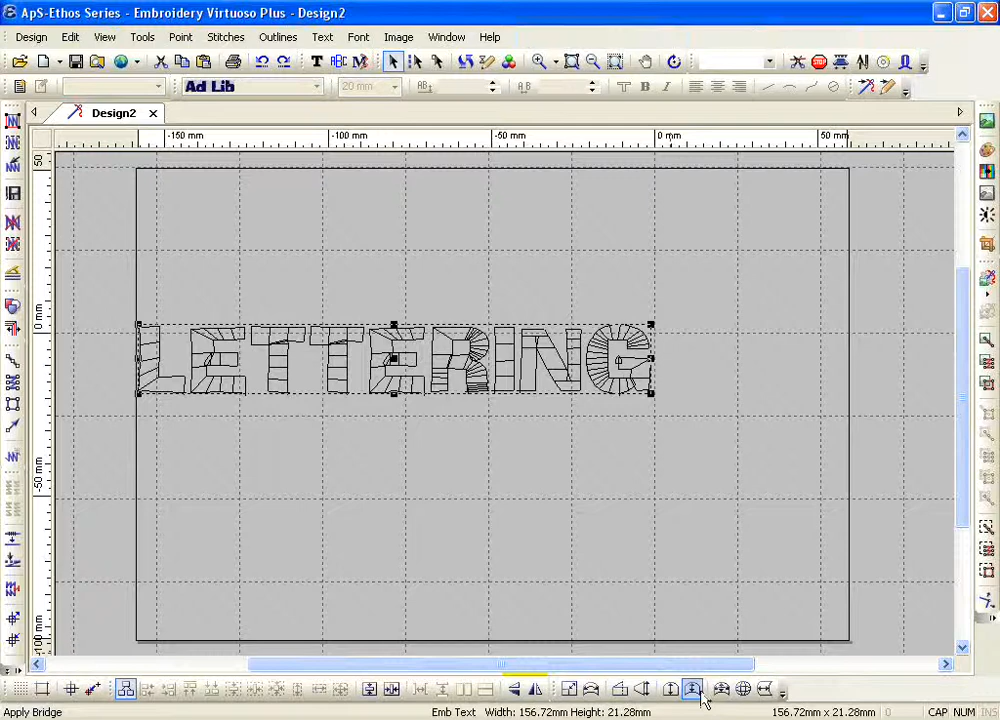 ApS-Ethos Series - Embroidery Virtuoso Plus - Design2
Design Edit View Tools Point Stitches Outlines Text Font Image Window Help
Ad Lib 20 mm
Design2
-150 mm -100 mm -50 mm 0 mm 50 mm
50
0 mm
-50 mm
-100 mm
LETTERING
Apply Bridge Emb Text Width: 156.72mm Height: 21.28mm 156.72mm x 21.28mm 0 CAP NUM INS